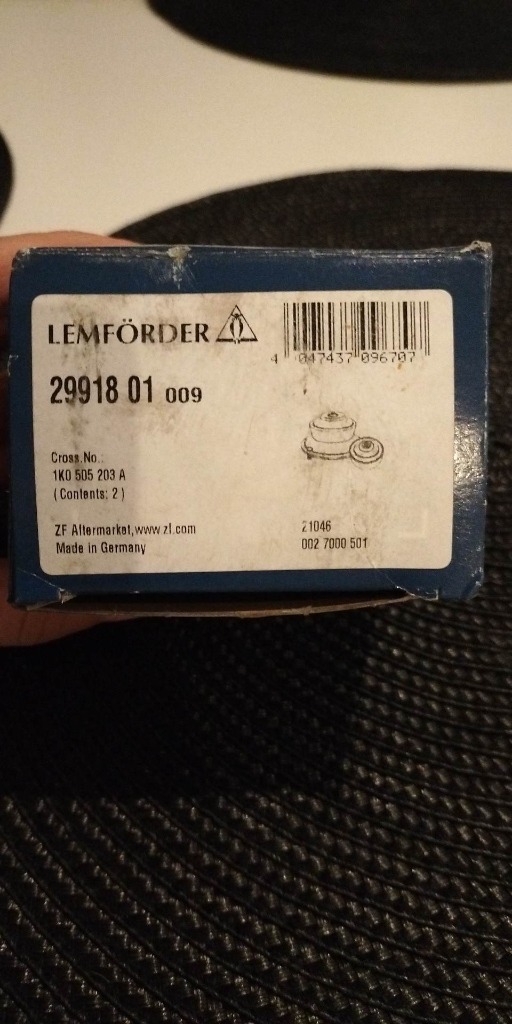 LEMFÖRDER
4 047437 096707
29918 01 009
Cross.No.:
1K0 505 203 A
(Contents: 2)
ZF Aftermarket,www.zf.com
Made in Germany
21046
002 7000 501